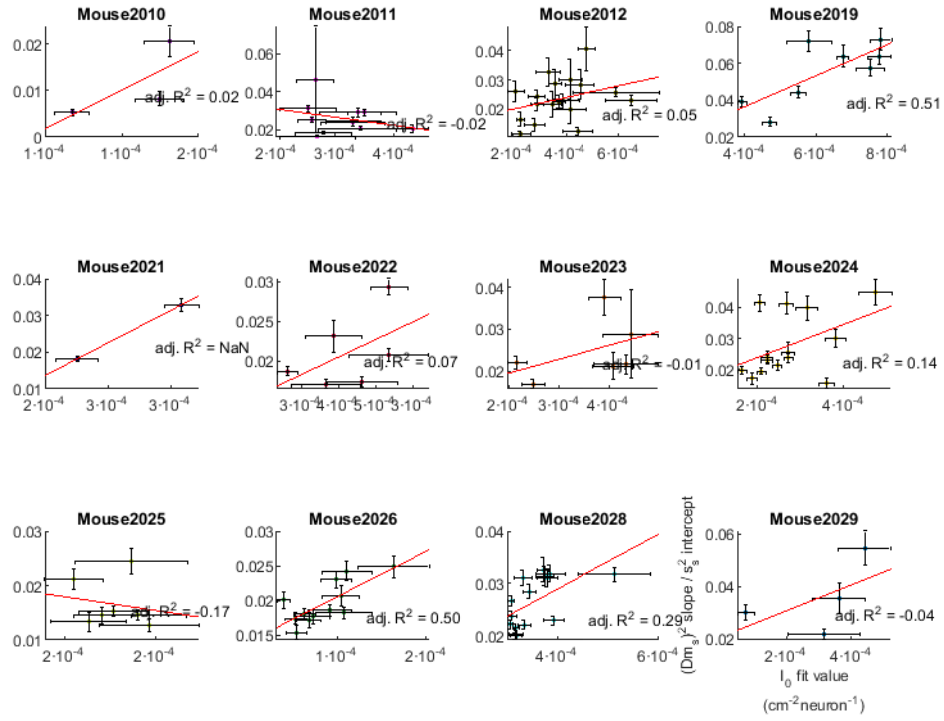 Mouse2010 Mouse2011 Mouse2012 Mouse2019
0.02 0.06 0.04 0.08
0.01 0.04 0.03 0.06
0 0.02 0.02 0.04
0.02
adj. R² = 0.02 adj. R² = -0.02 adj. R² = 0.05 adj. R² = 0.51
1·10⁻⁴ 1·10⁻⁴ 2·10⁻⁴ 2·10⁻⁴ 3·10⁻⁴ 4·10⁻⁴ 2·10⁻⁴ 4·10⁻⁴ 6·10⁻⁴ 4·10⁻⁴ 6·10⁻⁴ 8·10⁻⁴
Mouse2021 Mouse2022 Mouse2023 Mouse2024
0.04 0.03 0.04 0.04
0.03 0.025 0.03 0.03
0.02 0.02 0.02 0.02
0.01 0.01
adj. R² = NaN adj. R² = 0.07 adj. R² = -0.01 adj. R² = 0.14
2·10⁻⁴ 3·10⁻⁴ 3·10⁻⁴ 3·10⁻⁴ 4·10⁻⁴ 5·10⁻⁴ 5·10⁻⁴ 3·10⁻⁴ 2·10⁻⁴ 4·10⁻⁴ 2·10⁻⁴ 4·10⁻⁴
Mouse2025 Mouse2026 Mouse2028 Mouse2029
0.03 0.03 0.04 0.06
0.02 0.025 0.03 0.04
0.01 0.02 0.02 0.02
0.015
adj. R² = -0.17 adj. R² = 0.50 adj. R² = 0.29 adj. R² = -0.04
2·10⁻⁴ 2·10⁻⁴ 1·10⁻⁴ 4·10⁻⁴ 6·10⁻⁴ 2·10⁻⁴ 4·10⁻⁴
(Dmₛ)² slope / sₛ² intercept
I₀ fit value
(cm⁻²neuron⁻¹)